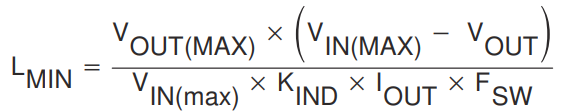 L_MIN = (V_OUT(MAX) × (V_IN(MAX) − V_OUT)) / (V_IN(max) × K_IND × I_OUT × F_SW)